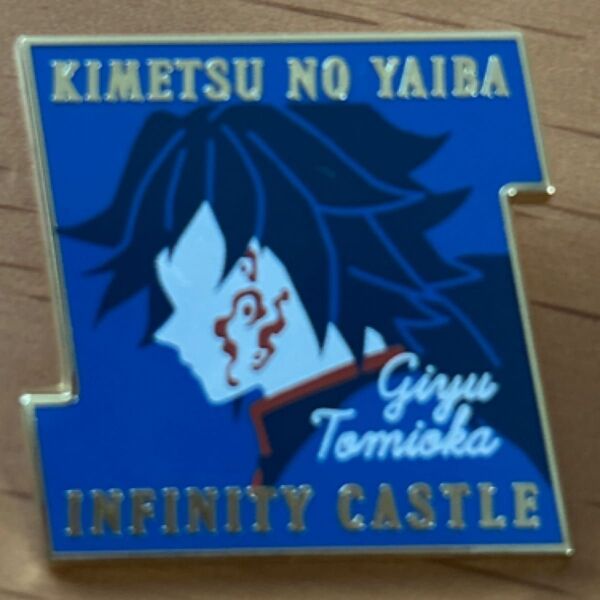 KIMETSU NO YAIBA
Giyu
Tomioka
INFINITY CASTLE